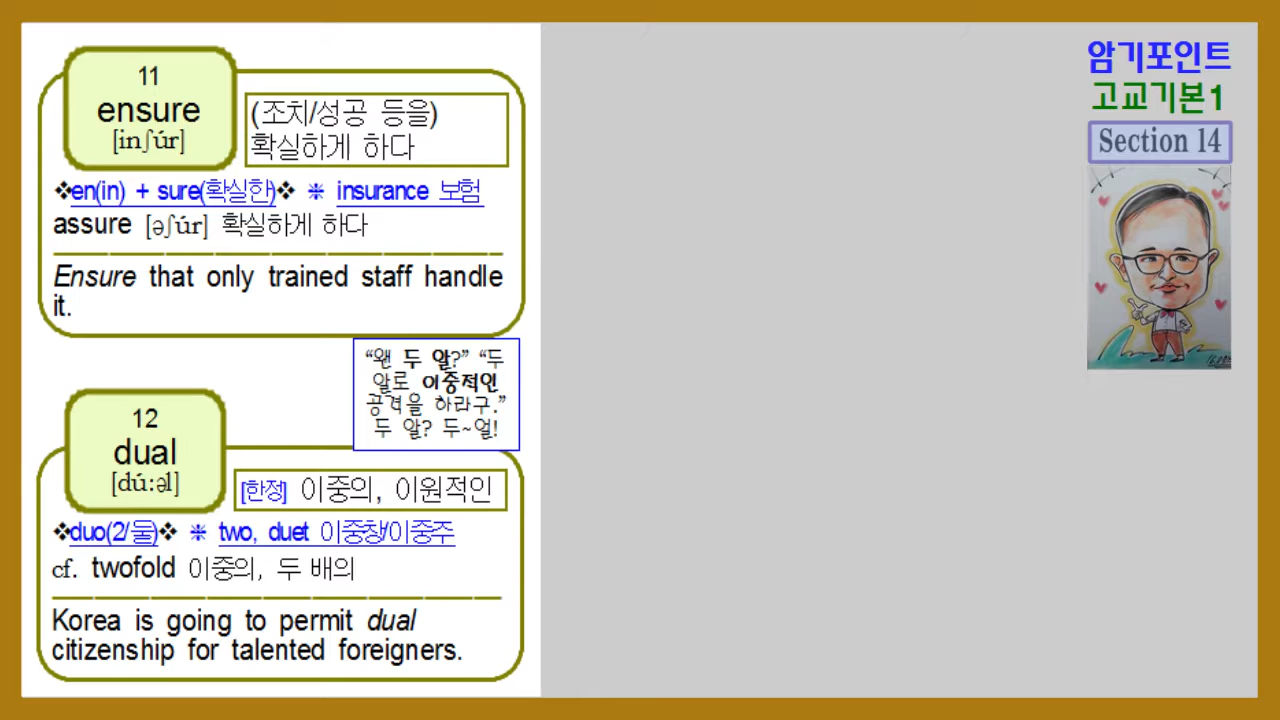 11
ensure
[inʃúr]
(조치/성공 등을)
확실하게 하다
❖en(in) + sure(확실한)❖ ❈ insurance 보험
assure [əʃúr] 확실하게 하다
Ensure that only trained staff handle
it.
“왠 두 알?” “두
알로 이중적인
공격을 하라구.”
두 알? 두~얼!
12
dual
[dúːəl]
[한정] 이중의, 이원적인
❖duo(2/둘)❖ ❈ two, duet 이중창/이중주
cf. twofold 이중의, 두 배의
Korea is going to permit dual
citizenship for talented foreigners.
암기포인트
고교기본1
Section 14